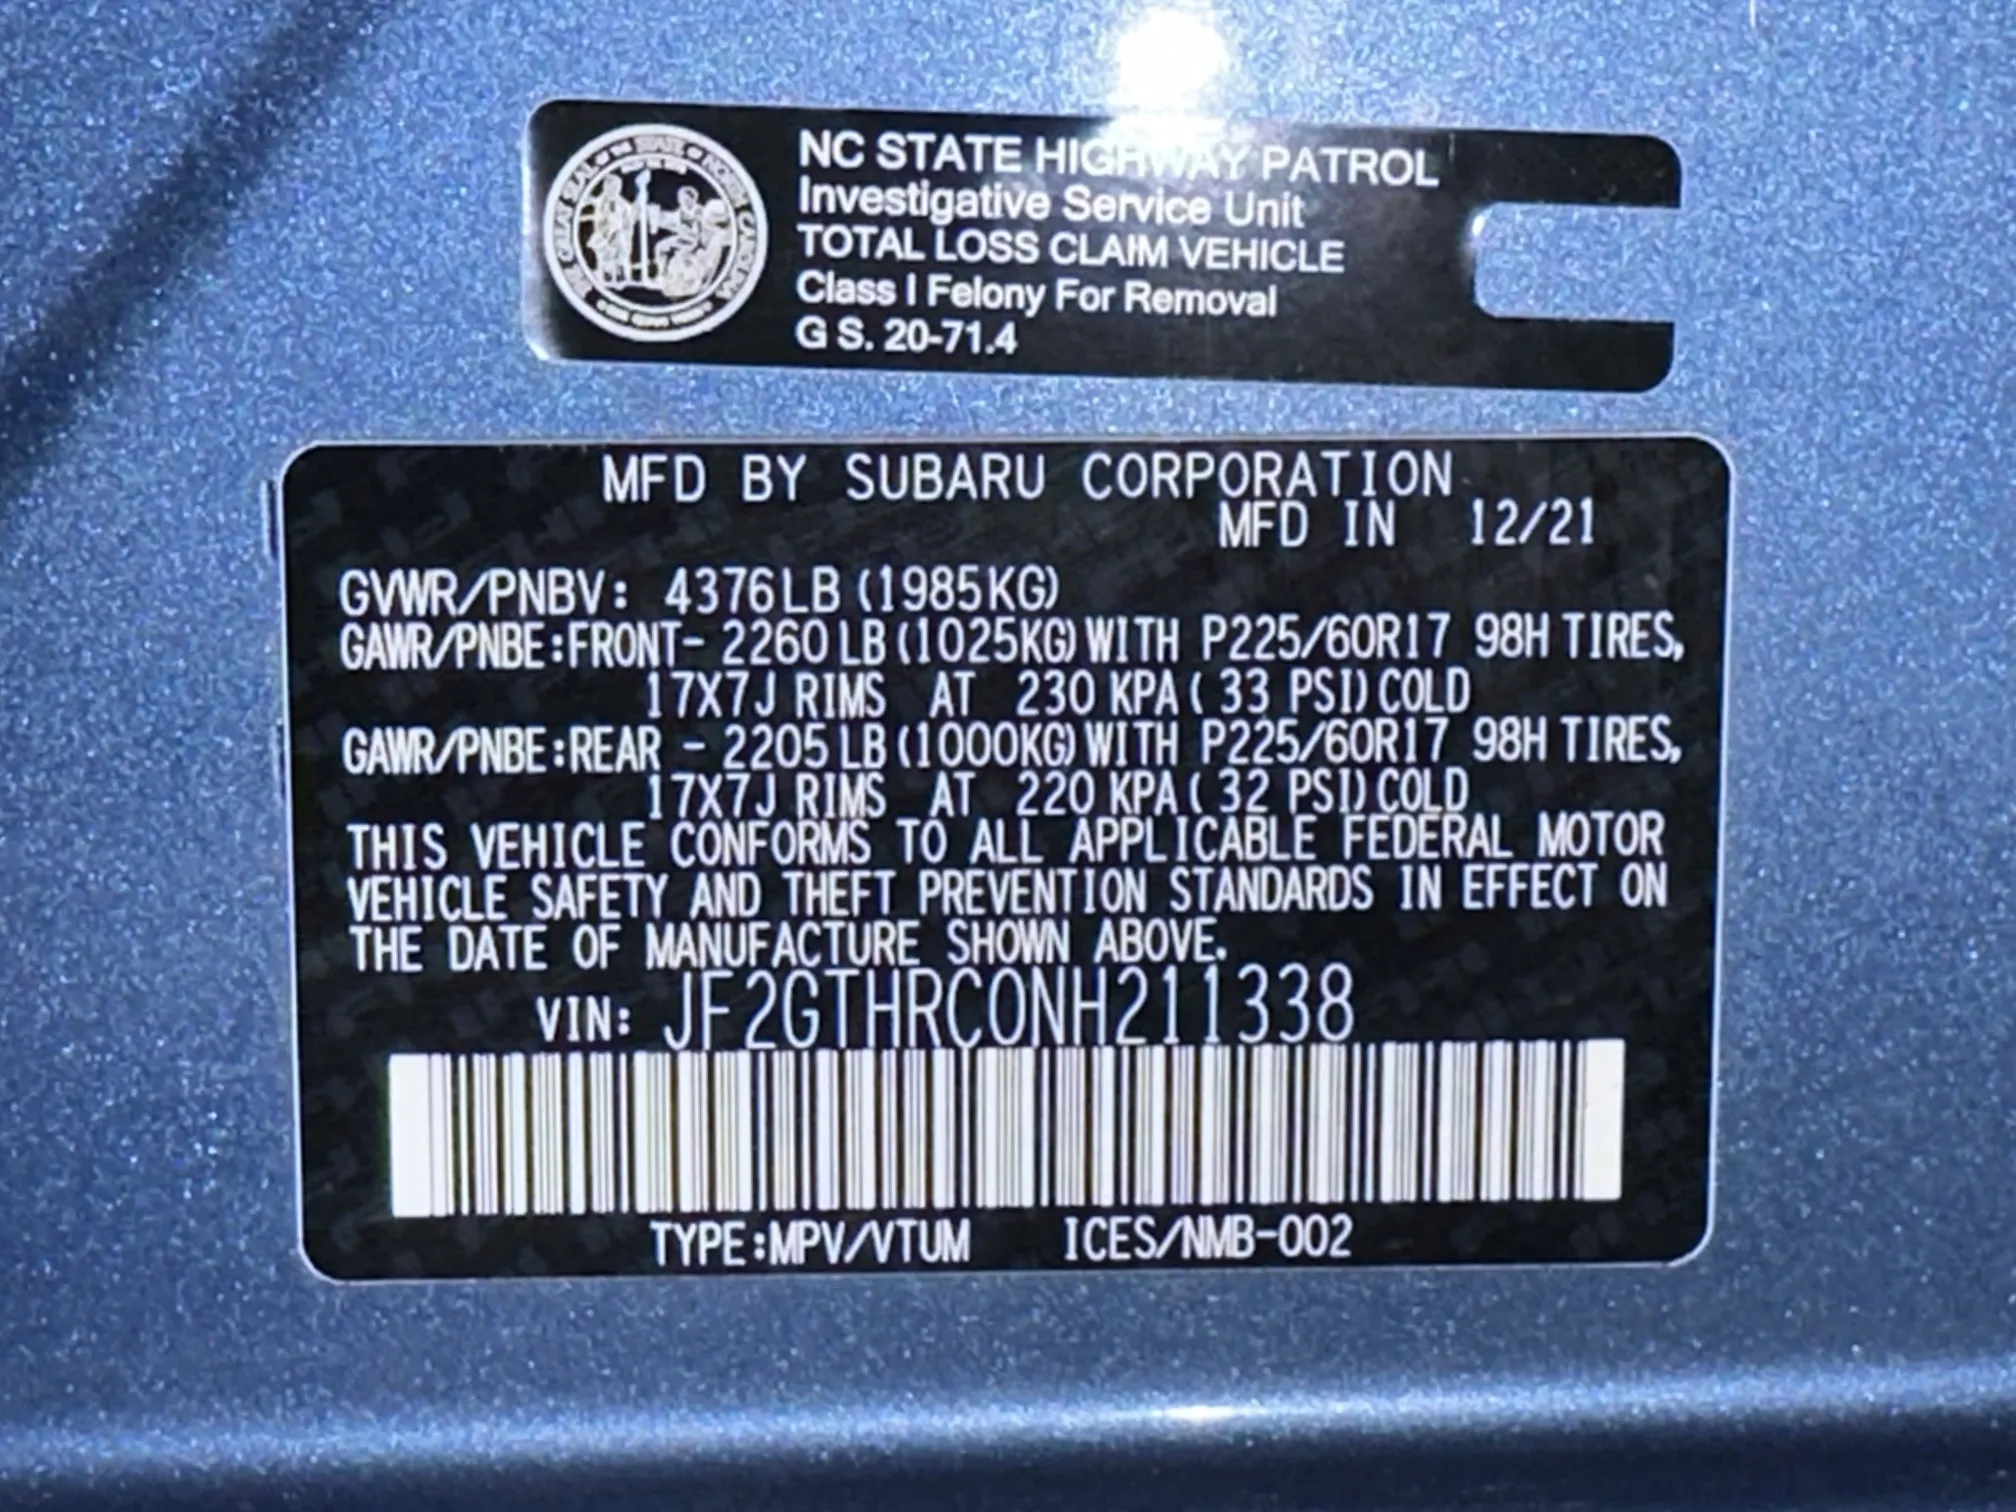 NC STATE HIGHWAY PATROL
Investigative Service Unit
TOTAL LOSS CLAIM VEHICLE
Class I Felony For Removal
G S. 20-71.4
MFD BY SUBARU CORPORATION
MFD IN 12/21
GVWR/PNBV: 4376LB (1985KG)
GAWR/PNBE:FRONT- 2260 LB (1025KG) WITH P225/60R17 98H TIRES,
17X7J RIMS AT 230 KPA ( 33 PSI) COLD
GAWR/PNBE:REAR - 2205 LB (1000KG) WITH P225/60R17 98H TIRES,
17X7J RIMS AT 220 KPA ( 32 PSI) COLD
THIS VEHICLE CONFORMS TO ALL APPLICABLE FEDERAL MOTOR
VEHICLE SAFETY AND THEFT PREVENTION STANDARDS IN EFFECT ON
THE DATE OF MANUFACTURE SHOWN ABOVE.
VIN: JF2GTHRC0NH211338
TYPE:MPV/VTUM ICES/NMB-002